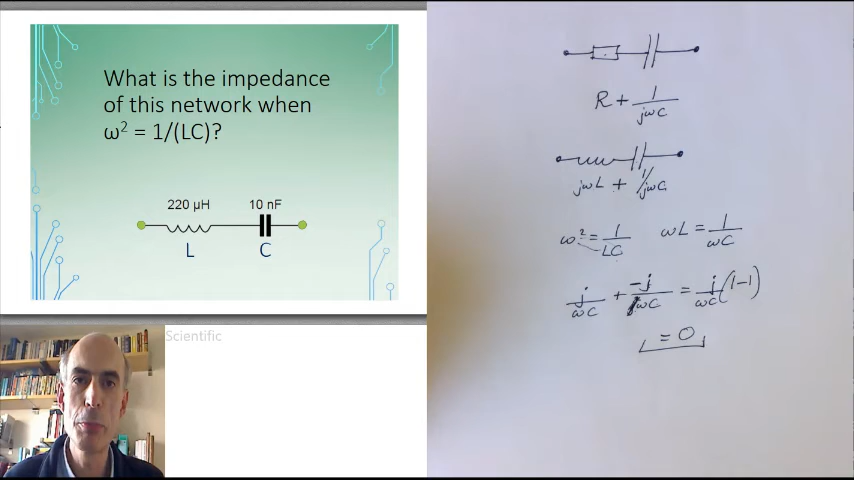 What is the impedance
of this network when
ω² = 1/(LC)?
220 µH
10 nF
L
C
Scientific
R + 1/jωC
jωL + 1/jωC
ω² = 1/LC
ωL = 1/ωC
j/ωC + -j/ωC = j/ωC (1-1)
= 0